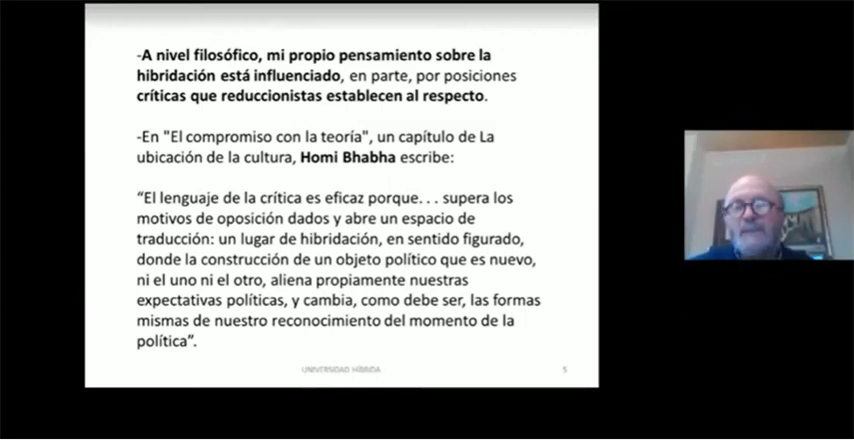 -A nivel filosófico, mi propio pensamiento sobre la
hibridación está influenciado, en parte, por posiciones
críticas que reduccionistas establecen al respecto.
-En "El compromiso con la teoría", un capítulo de La
ubicación de la cultura, Homi Bhabha escribe:
“El lenguaje de la crítica es eficaz porque. . . supera los
motivos de oposición dados y abre un espacio de
traducción: un lugar de hibridación, en sentido figurado,
donde la construcción de un objeto político que es nuevo,
ni el uno ni el otro, aliena propiamente nuestras
expectativas políticas, y cambia, como debe ser, las formas
mismas de nuestro reconocimiento del momento de la
política”.
UNIVERSIDAD HÍBRIDA 5